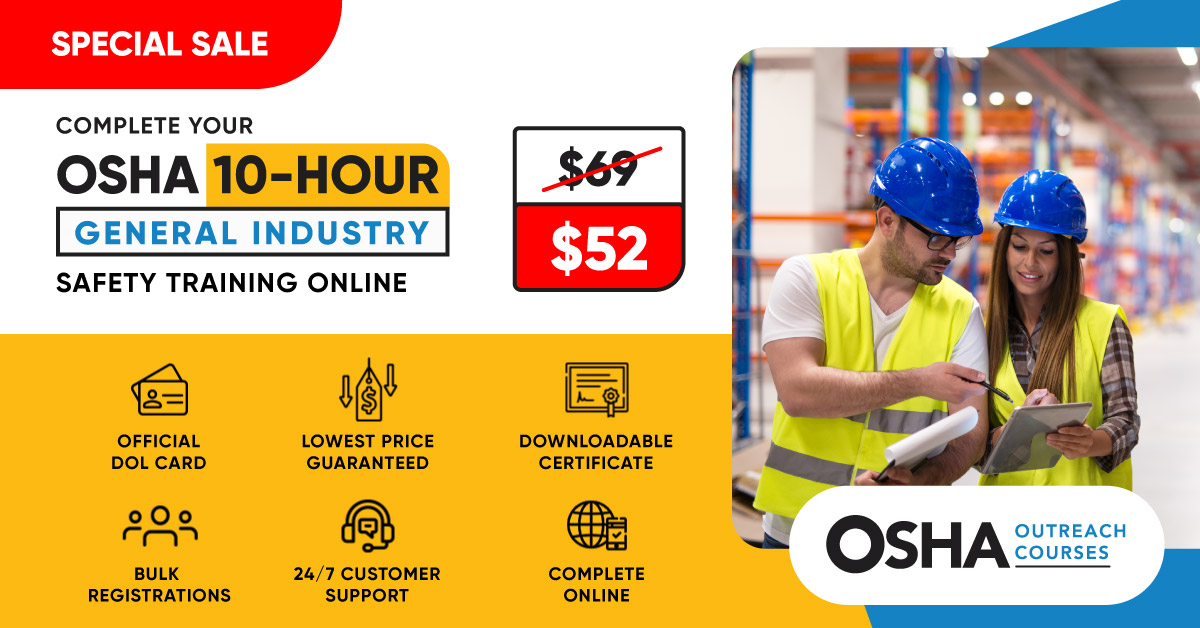 SPECIAL SALE
COMPLETE YOUR
OSHA 10-HOUR
GENERAL INDUSTRY
SAFETY TRAINING ONLINE
$69
$52
OFFICIAL
DOL CARD
LOWEST PRICE
GUARANTEED
DOWNLOADABLE
CERTIFICATE
BULK
REGISTRATIONS
24/7 CUSTOMER
SUPPORT
COMPLETE
ONLINE
OSHA OUTREACH
COURSES